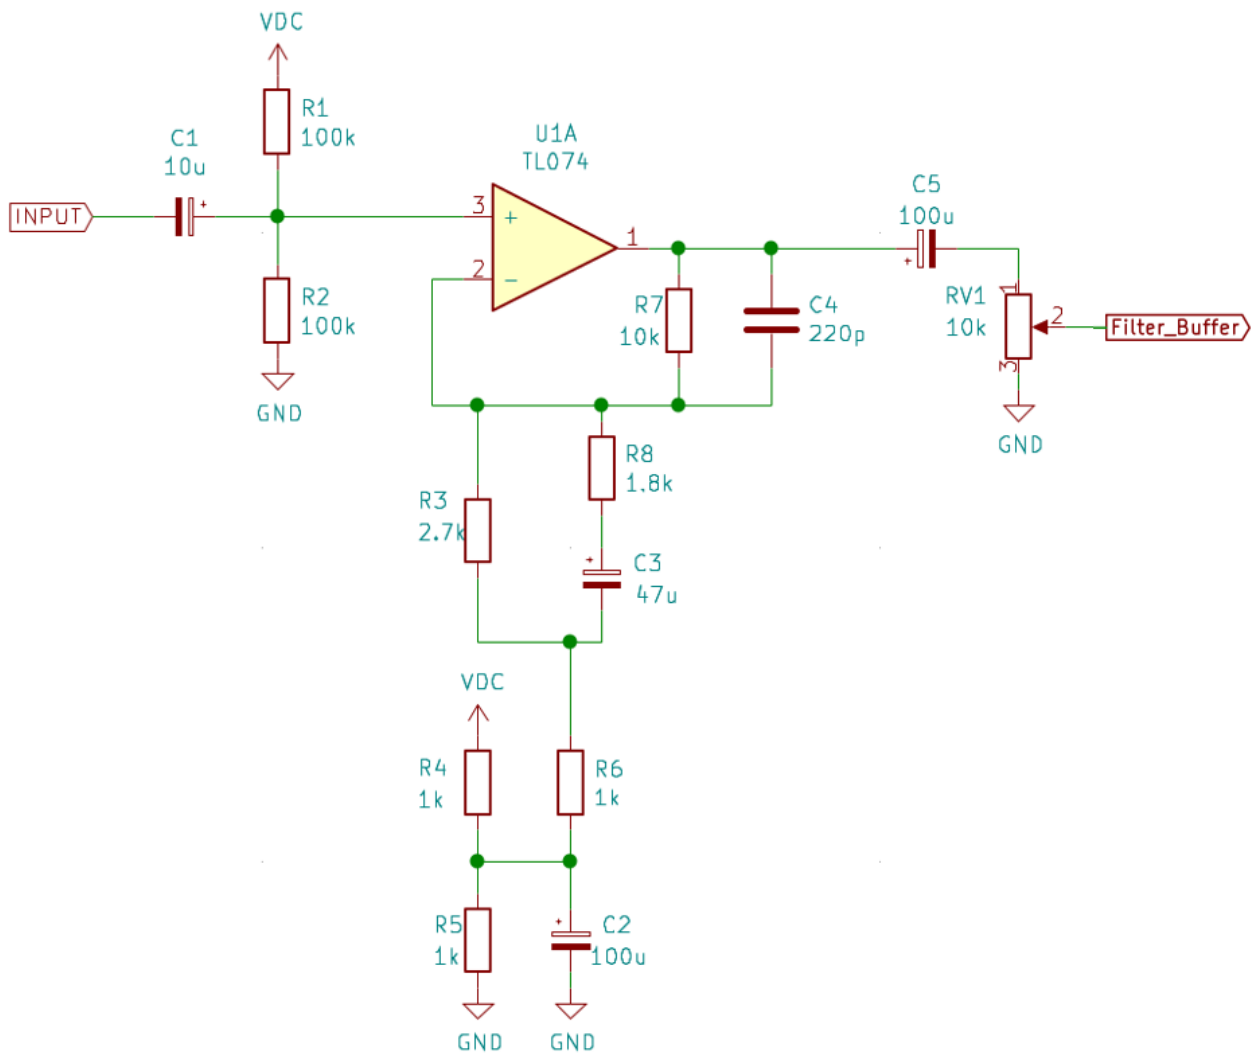 VDC
R1
100k
C1
10u
INPUT
R2
100k
GND
U1A
TL074
3
+
2
−
1
C5
100u
+
R7
10k
C4
220p
RV1
10k
1
2
3
Filter_Buffer
GND
R8
1.8k
R3
2.7k
+
C3
47u
VDC
R4
1k
R6
1k
R5
1k
+
C2
100u
GND
GND
+